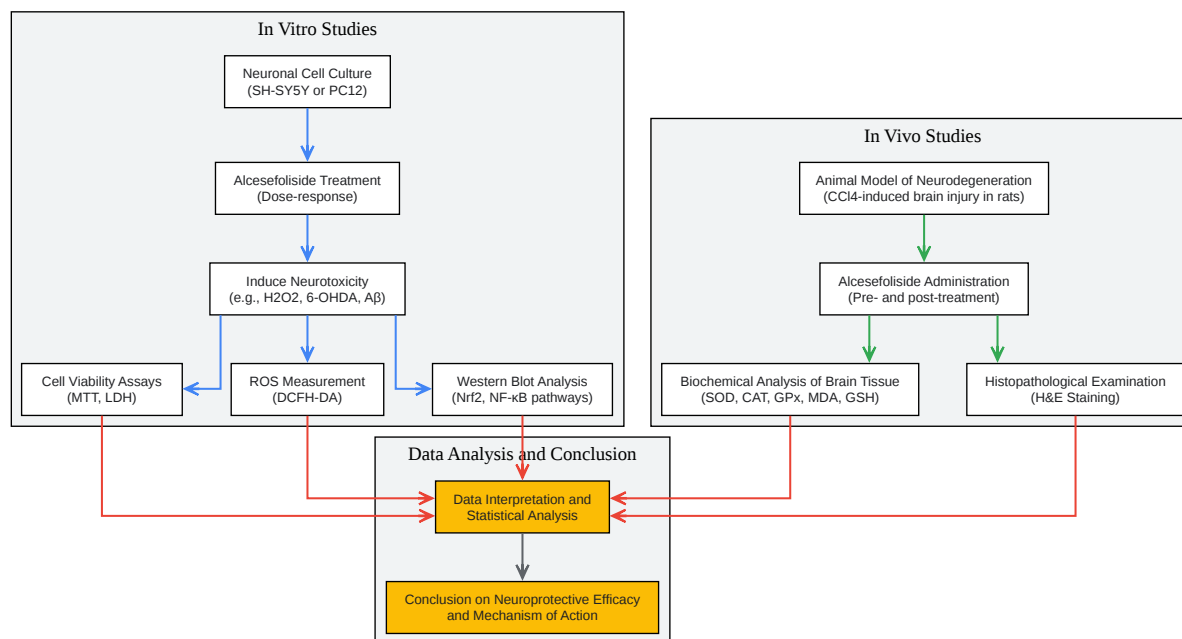 In Vitro Studies
Neuronal Cell Culture
(SH-SY5Y or PC12)
Alcesefoliside Treatment
(Dose-response)
Induce Neurotoxicity
(e.g., H2O2, 6-OHDA, Aβ)
Cell Viability Assays
(MTT, LDH)
ROS Measurement
(DCFH-DA)
Western Blot Analysis
(Nrf2, NF-κB pathways)
In Vivo Studies
Animal Model of Neurodegeneration
(CCl4-induced brain injury in rats)
Alcesefoliside Administration
(Pre- and post-treatment)
Biochemical Analysis of Brain Tissue
(SOD, CAT, GPx, MDA, GSH)
Histopathological Examination
(H&E Staining)
Data Analysis and Conclusion
Data Interpretation and
Statistical Analysis
Conclusion on Neuroprotective Efficacy
and Mechanism of Action